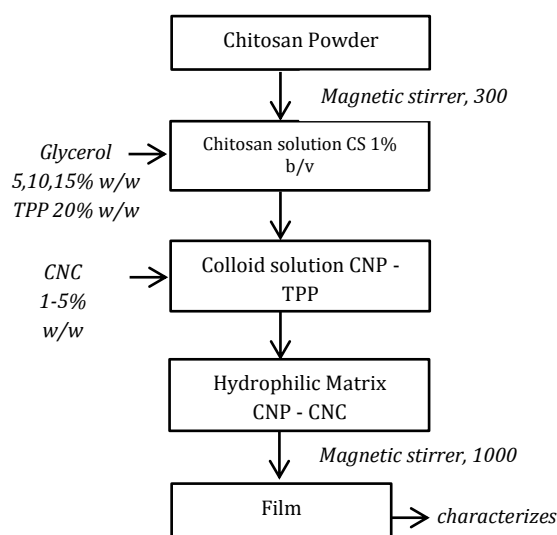 Chitosan Powder
Magnetic stirrer, 300
Glycerol
5,10,15% w/w
TPP 20% w/w
Chitosan solution CS 1%
b/v
CNC
1-5%
w/w
Colloid solution CNP -
TPP
Hydrophilic Matrix
CNP - CNC
Magnetic stirrer, 1000
Film
characterizes